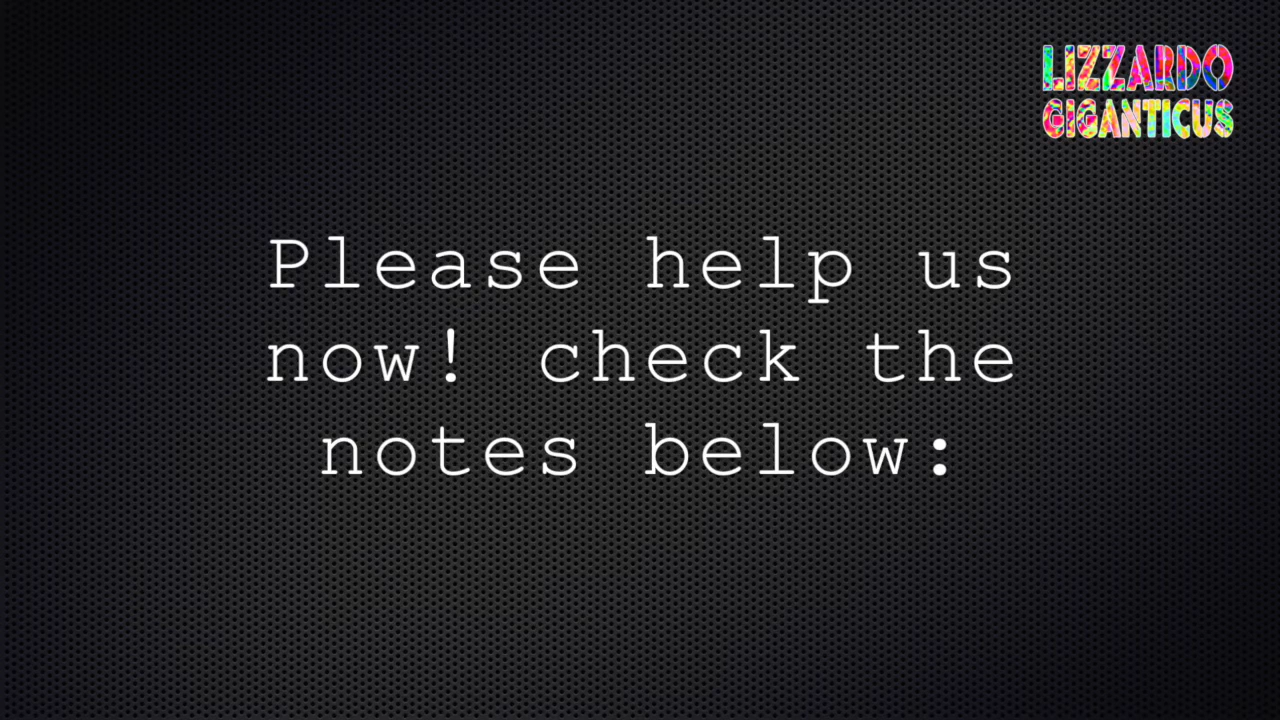 LIZZARDO
GIGANTICUS
Please help us
now! check the
notes below: